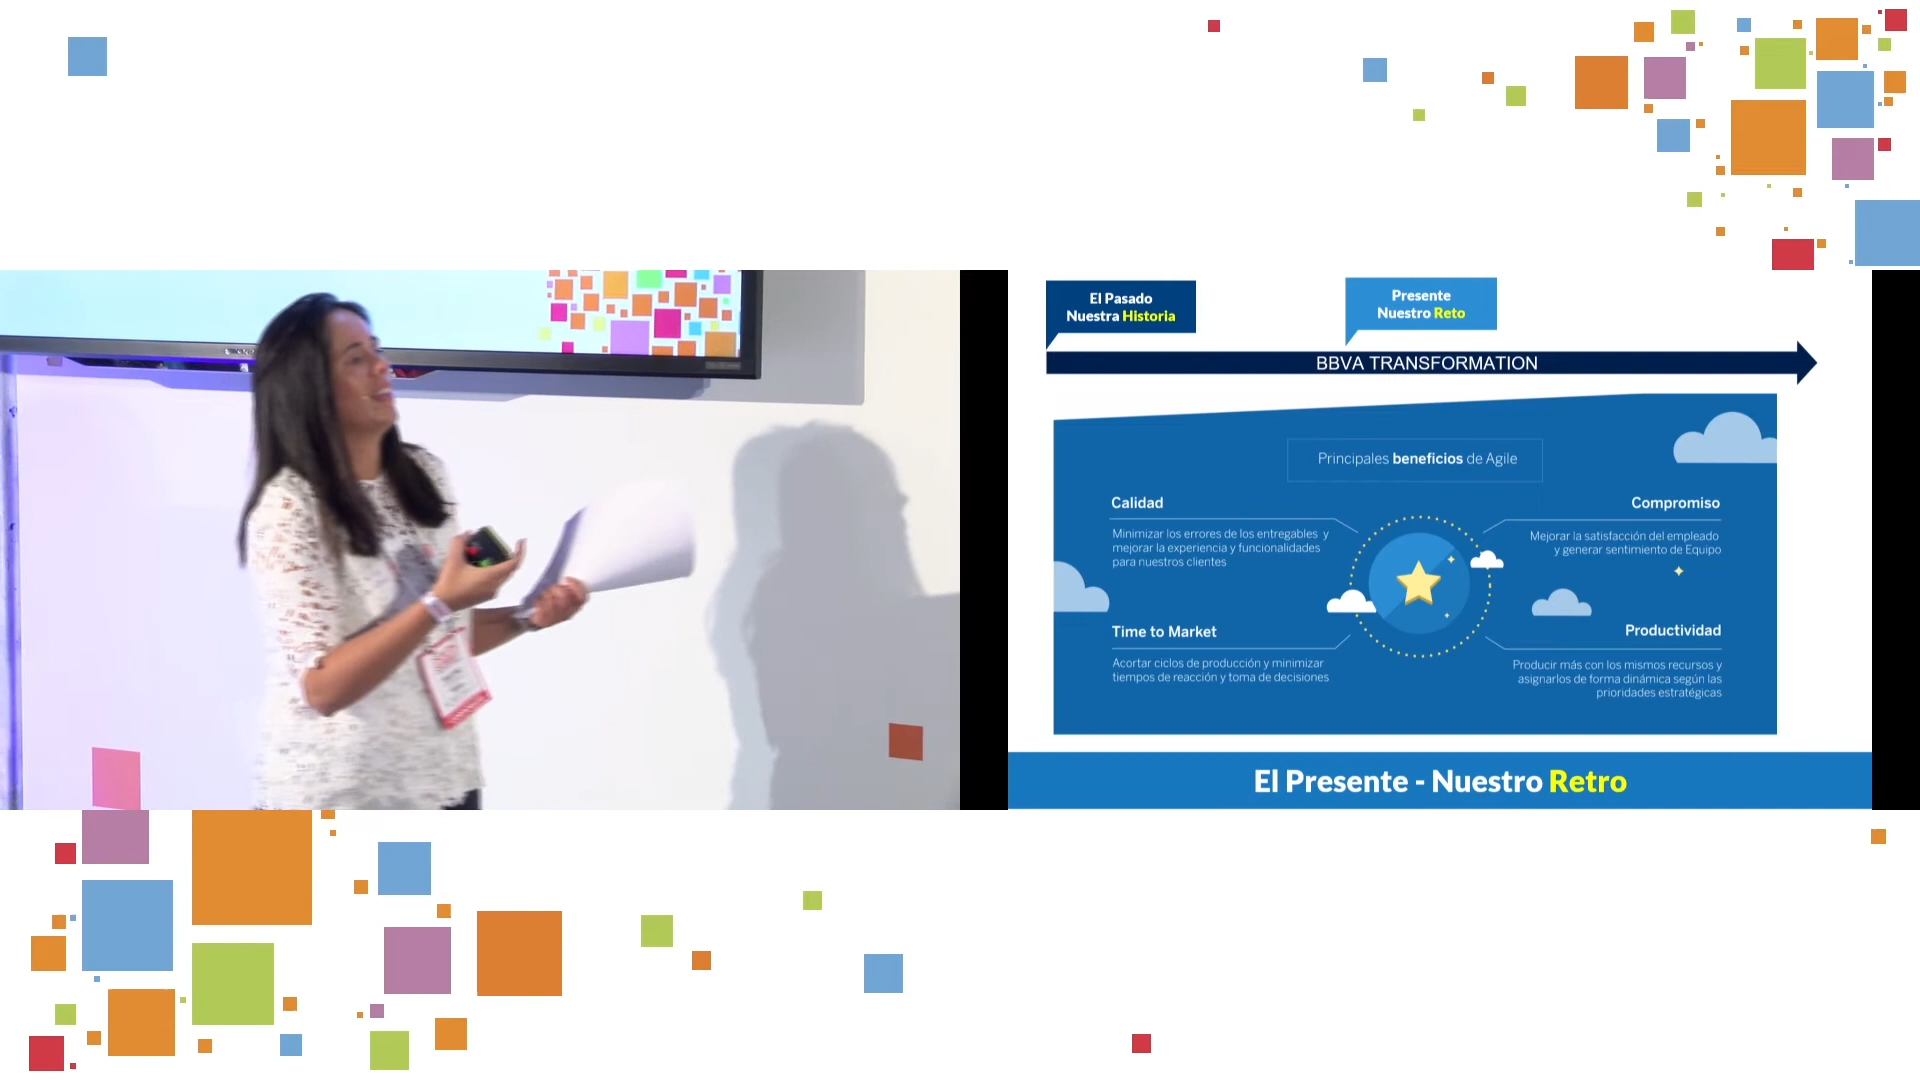 El Pasado
Nuestra Historia
Presente
Nuestro Reto
BBVA TRANSFORMATION
Principales beneficios de Agile
Calidad
Minimizar los errores de los entregables y
mejorar la experiencia y funcionalidades
para nuestros clientes
Compromiso
Mejorar la satisfacción del empleado
y generar sentimiento de Equipo
Time to Market
Acortar ciclos de producción y minimizar
tiempos de reacción y toma de decisiones
Productividad
Producir más con los mismos recursos y
asignarlos de forma dinámica según las
prioridades estratégicas
El Presente - Nuestro Retro